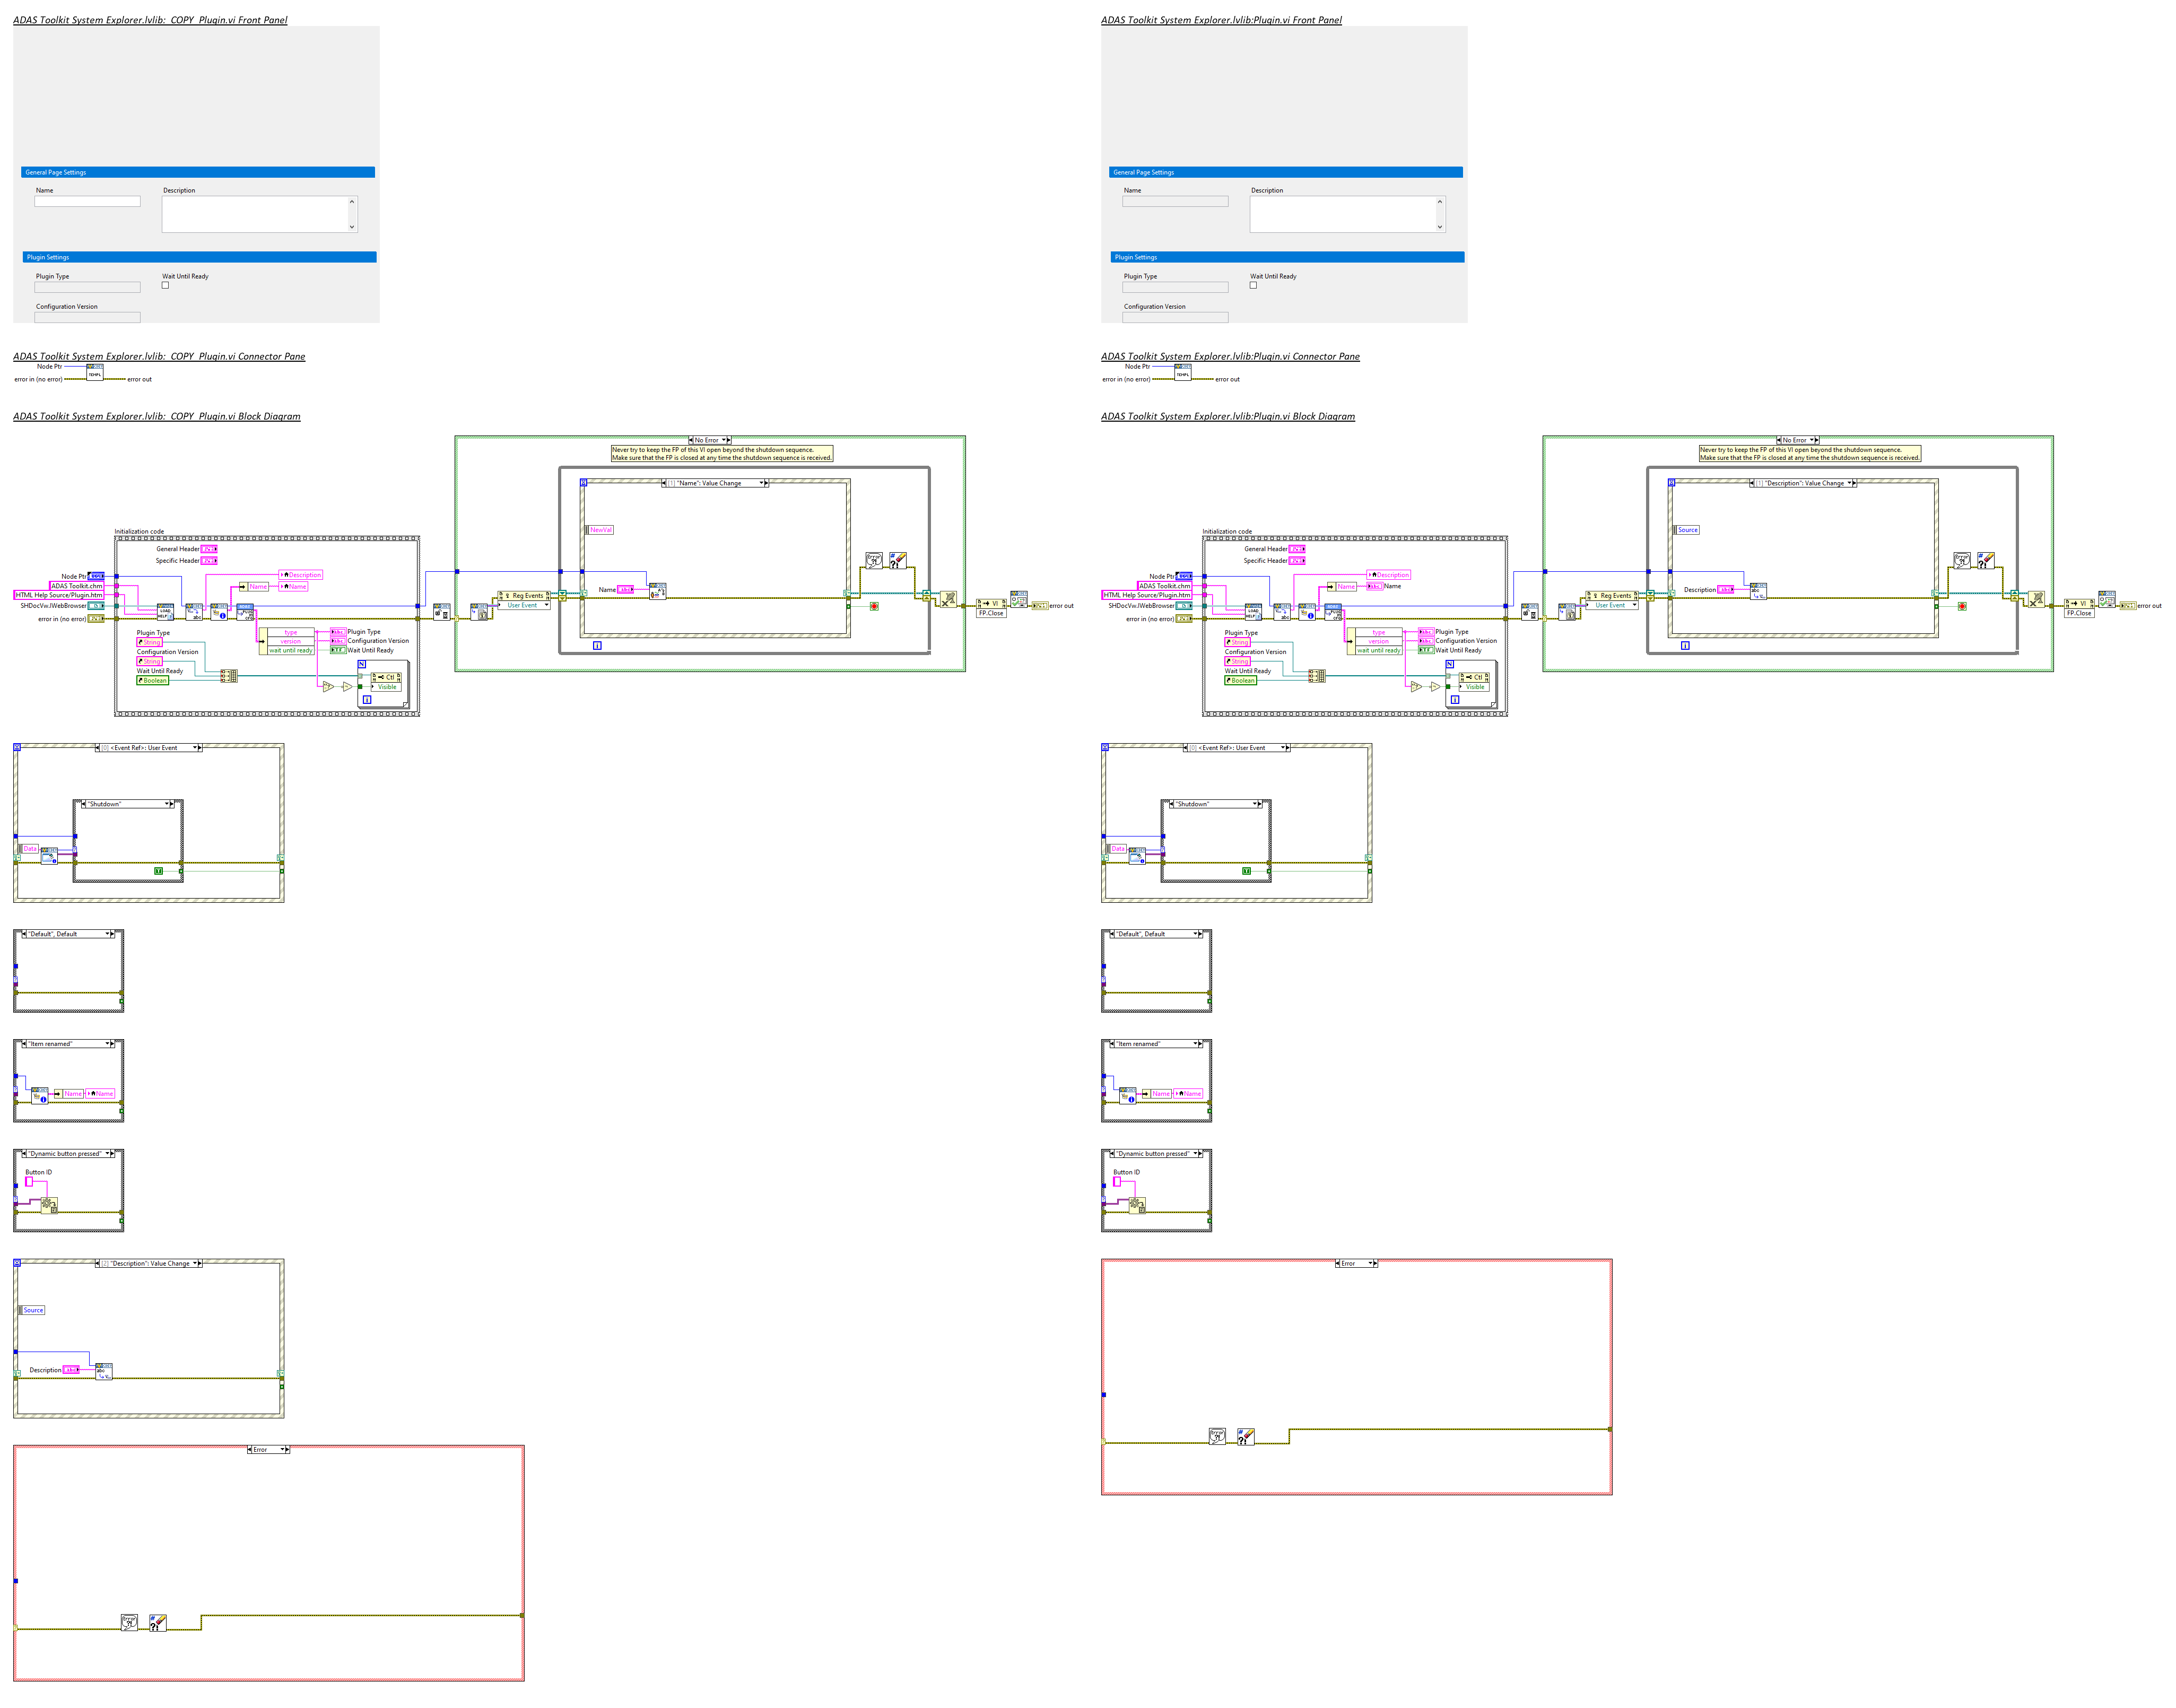 ADAS Toolkit System Explorer.lvlib:_COPY_Plugin.vi Front Panel
General Page Settings
Name
Description
Plugin Settings
Plugin Type
Wait Until Ready
Configuration Version
ADAS Toolkit System Explorer.lvlib:_COPY_Plugin.vi Connector Pane
Node Ptr
TEMPL
error in (no error)
error out
ADAS Toolkit System Explorer.lvlib:_COPY_Plugin.vi Block Diagram
No Error
Never try to keep the FP of this VI open beyond the shutdown sequence.
Make sure that the FP is closed at any time the shutdown sequence is received.
[1] "Name": Value Change
NewVal
Initialization code
General Header
Specific Header
Node Ptr
ADAS Toolkit.chm
HTML Help Source/Plugin.htm
SHDocVw.IWebBrowser
error in (no error)
Description
Name
Name
Name
Reg Events
User Event
VI
FP.Close
error out
Plugin Type
String
Configuration Version
String
Wait Until Ready
Boolean
type
version
wait until ready
Plugin Type
Configuration Version
Wait Until Ready
N
Ctl
Visible
i
i
[0] <Event Ref>: User Event
"Shutdown"
Data
"Default", Default
"Item renamed"
Name
Name
"Dynamic button pressed"
Button ID
[2] "Description": Value Change
Source
Description
Error
ADAS Toolkit System Explorer.lvlib:Plugin.vi Front Panel
General Page Settings
Name
Description
Plugin Settings
Plugin Type
Wait Until Ready
Configuration Version
ADAS Toolkit System Explorer.lvlib:Plugin.vi Connector Pane
Node Ptr
TEMPL
error in (no error)
error out
ADAS Toolkit System Explorer.lvlib:Plugin.vi Block Diagram
No Error
Never try to keep the FP of this VI open beyond the shutdown sequence.
Make sure that the FP is closed at any time the shutdown sequence is received.
[1] "Description": Value Change
Source
Initialization code
General Header
Specific Header
Node Ptr
ADAS Toolkit.chm
HTML Help Source/Plugin.htm
SHDocVw.IWebBrowser
error in (no error)
Description
Name
Name
Description
Reg Events
User Event
VI
FP.Close
error out
Plugin Type
String
Configuration Version
String
Wait Until Ready
Boolean
type
version
wait until ready
Plugin Type
Configuration Version
Wait Until Ready
N
Ctl
Visible
i
i
[0] <Event Ref>: User Event
"Shutdown"
Data
"Default", Default
"Item renamed"
Name
Name
"Dynamic button pressed"
Button ID
Error